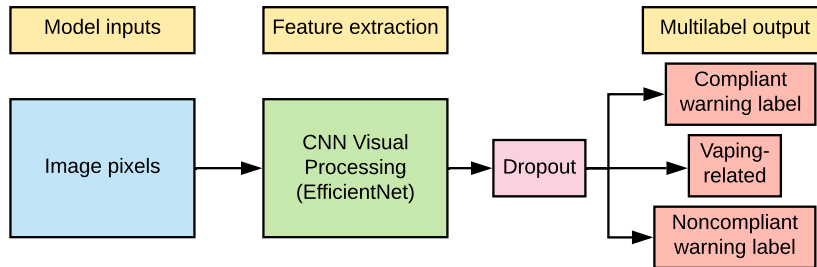 Model inputs
Feature extraction
Multilabel output
Image pixels
CNN Visual
Processing
(EfficientNet)
Dropout
Compliant
warning label
Vaping-
related
Noncompliant
warning label